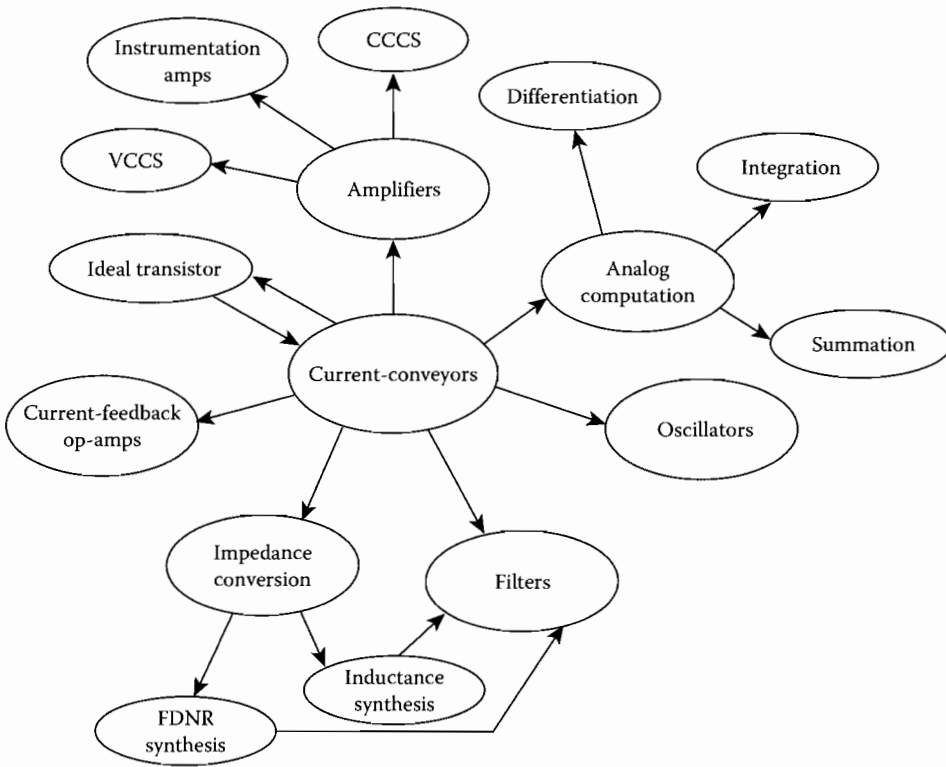 Instrumentation
amps
CCCS
Differentiation
VCCS
Amplifiers
Integration
Ideal transistor
Analog
computation
Summation
Current-conveyors
Current-feedback
op-amps
Oscillators
Impedance
conversion
Filters
Inductance
synthesis
FDNR
synthesis